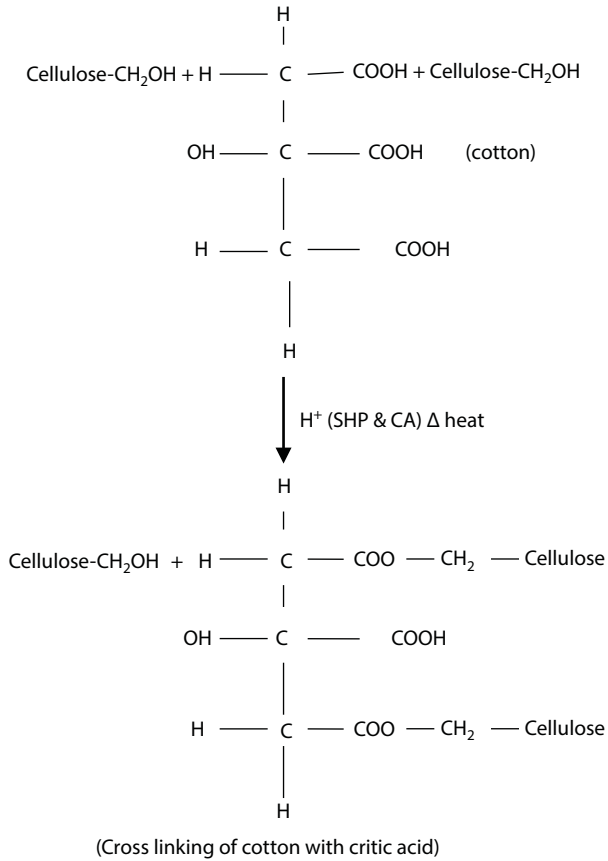 H
Cellulose-CH₂OH + H C COOH + Cellulose-CH₂OH
OH C COOH (cotton)
H C COOH
H
H⁺ (SHP & CA) Δ heat
H
Cellulose-CH₂OH + H C COO CH₂ Cellulose
OH C COOH
H C COO CH₂ Cellulose
H
(Cross linking of cotton with critic acid)